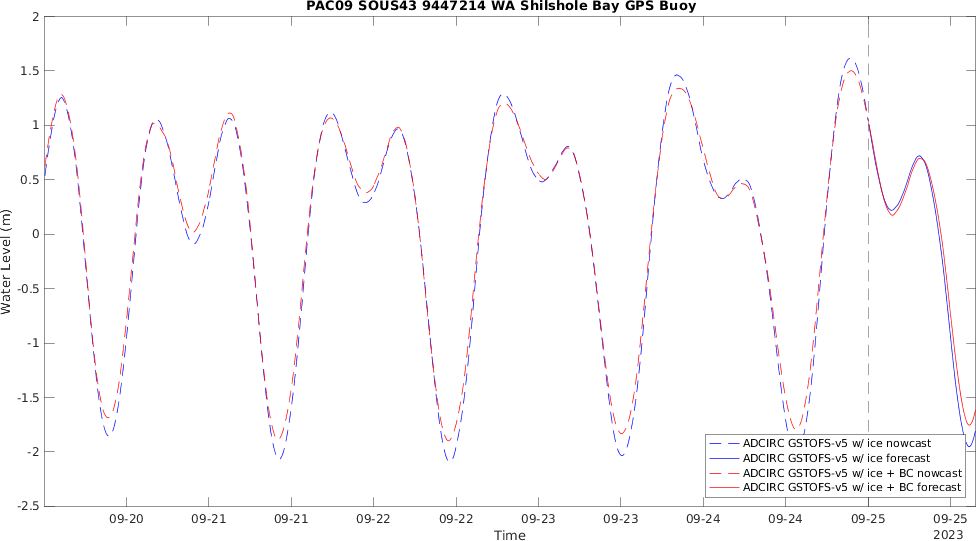 PAC09 SOUS43 9447214 WA Shilshole Bay GPS Buoy
2
1.5
1
0.5
0
-0.5
-1
-1.5
-2
-2.5
Water Level (m)
ADCIRC GSTOFS-v5 w/ ice nowcast
ADCIRC GSTOFS-v5 w/ ice forecast
ADCIRC GSTOFS-v5 w/ ice + BC nowcast
ADCIRC GSTOFS-v5 w/ ice + BC forecast
09-20 09-21 09-21 09-22 09-22 09-23 09-23 09-24 09-24 09-25 09-25
2023
Time